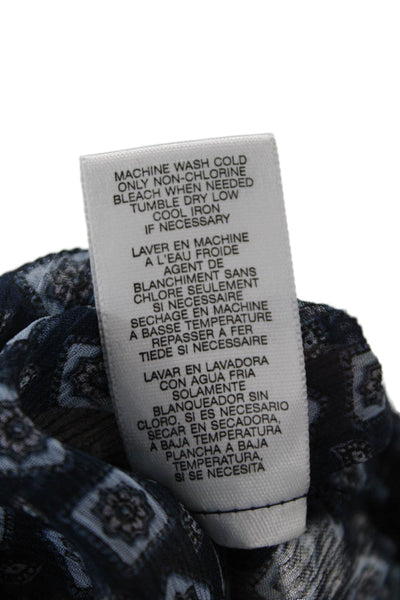 MACHINE WASH COLD
ONLY NON-CHLORINE
BLEACH WHEN NEEDED
TUMBLE DRY LOW
COOL IRON
IF NECESSARY
LAVER EN MACHINE
A L'EAU FROIDE
AGENT DE
BLANCHIMENT SANS
CHLORE SEULEMENT
SI NECESSAIRE
SECHAGE EN MACHINE
A BASSE TEMPERATURE
REPASSER A FER
TIEDE SI NECESSAIRE
LAVAR EN LAVADORA
CON AGUA FRIA
SOLAMENTE
BLANQUEADOR SIN
CLORO, SI ES NECESARIO
SECAR EN SECADORA,
A BAJA TEMPERATURA
PLANCHA A BAJA
TEMPERATURA,
SI SE NECESITA